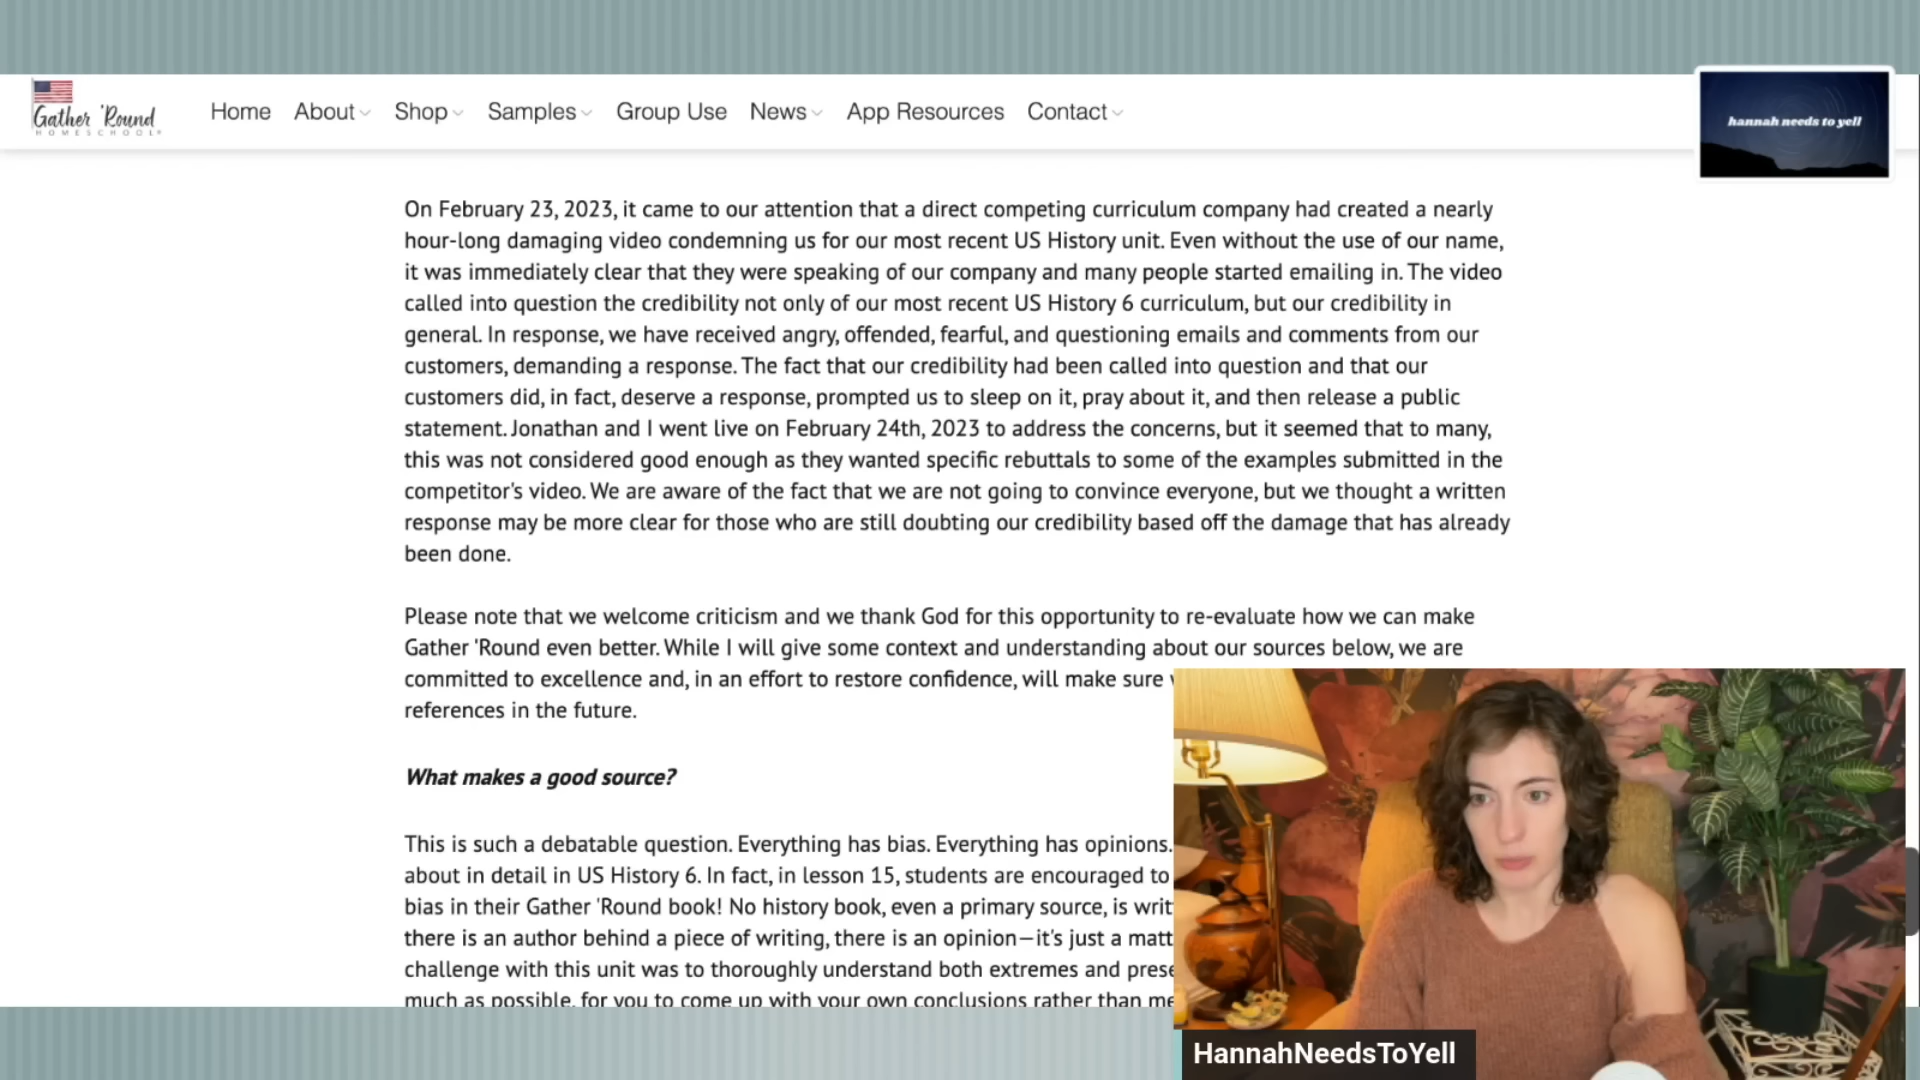 Gather 'Round
HOMESCHOOL®
Home About Shop Samples Group Use News App Resources Contact
hannah needs to yell
On February 23, 2023, it came to our attention that a direct competing curriculum company had created a nearly
hour-long damaging video condemning us for our most recent US History unit. Even without the use of our name,
it was immediately clear that they were speaking of our company and many people started emailing in. The video
called into question the credibility not only of our most recent US History 6 curriculum, but our credibility in
general. In response, we have received angry, offended, fearful, and questioning emails and comments from our
customers, demanding a response. The fact that our credibility had been called into question and that our
customers did, in fact, deserve a response, prompted us to sleep on it, pray about it, and then release a public
statement. Jonathan and I went live on February 24th, 2023 to address the concerns, but it seemed that to many,
this was not considered good enough as they wanted specific rebuttals to some of the examples submitted in the
competitor's video. We are aware of the fact that we are not going to convince everyone, but we thought a written
response may be more clear for those who are still doubting our credibility based off the damage that has already
been done.
Please note that we welcome criticism and we thank God for this opportunity to re-evaluate how we can make
Gather 'Round even better. While I will give some context and understanding about our sources below, we are
committed to excellence and, in an effort to restore confidence, will make sure
references in the future.
What makes a good source?
This is such a debatable question. Everything has bias. Everything has opinions.
about in detail in US History 6. In fact, in lesson 15, students are encouraged to
bias in their Gather 'Round book! No history book, even a primary source, is writ
there is an author behind a piece of writing, there is an opinion—it's just a matt
challenge with this unit was to thoroughly understand both extremes and prese
much as possible, for you to come up with your own conclusions rather than me
HannahNeedsToYell